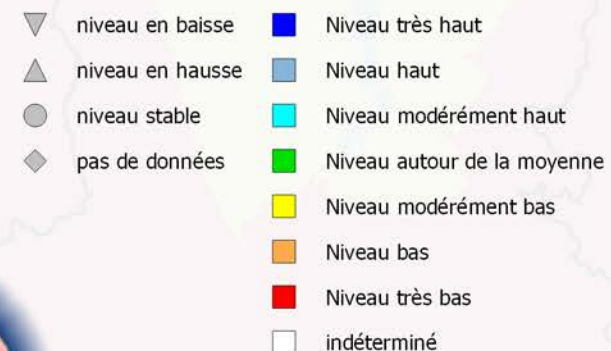 niveau en baisse
niveau en hausse
niveau stable
pas de données
Niveau très haut
Niveau haut
Niveau modérément haut
Niveau autour de la moyenne
Niveau modérément bas
Niveau bas
Niveau très bas
indéterminé